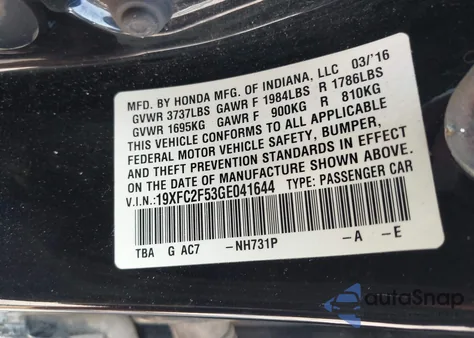 MFD. BY HONDA MFG. OF INDIANA, LLC 03/'16
GVWR 3737LBS GAWR F 1984LBS R 1786LBS
GVWR 1695KG GAWR F 900KG R 810KG
THIS VEHICLE CONFORMS TO ALL APPLICABLE
FEDERAL MOTOR VEHICLE SAFETY, BUMPER,
AND THEFT PREVENTION STANDARDS IN EFFECT
ON THE DATE OF MANUFACTURE SHOWN ABOVE.
V.I.N.:19XFC2F53GE041644 TYPE: PASSENGER CAR
TBA G AC7 -NH731P -A -E
autoSnap